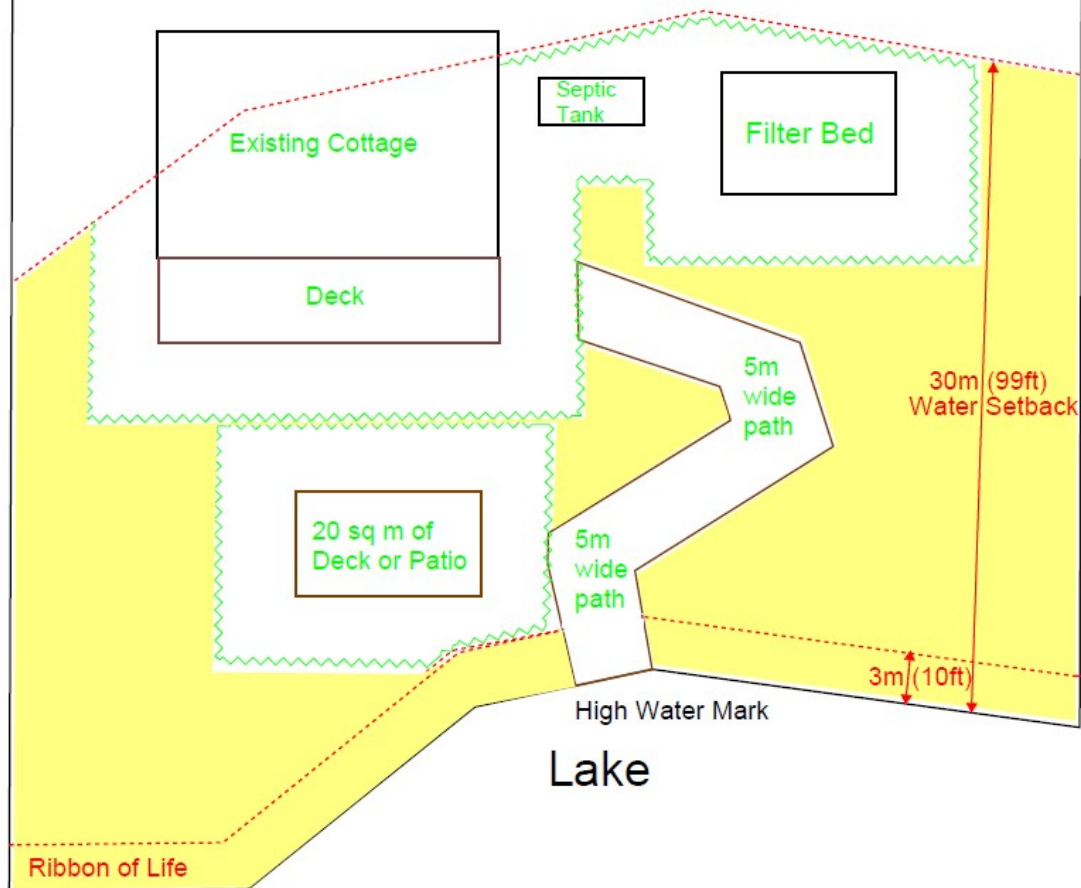 Septic
Tank
Existing Cottage
Filter Bed
Deck
5m
wide
path
30m (99ft)
Water Setback
20 sq m of
Deck or Patio
5m
wide
path
3m (10ft)
High Water Mark
Lake
Ribbon of Life